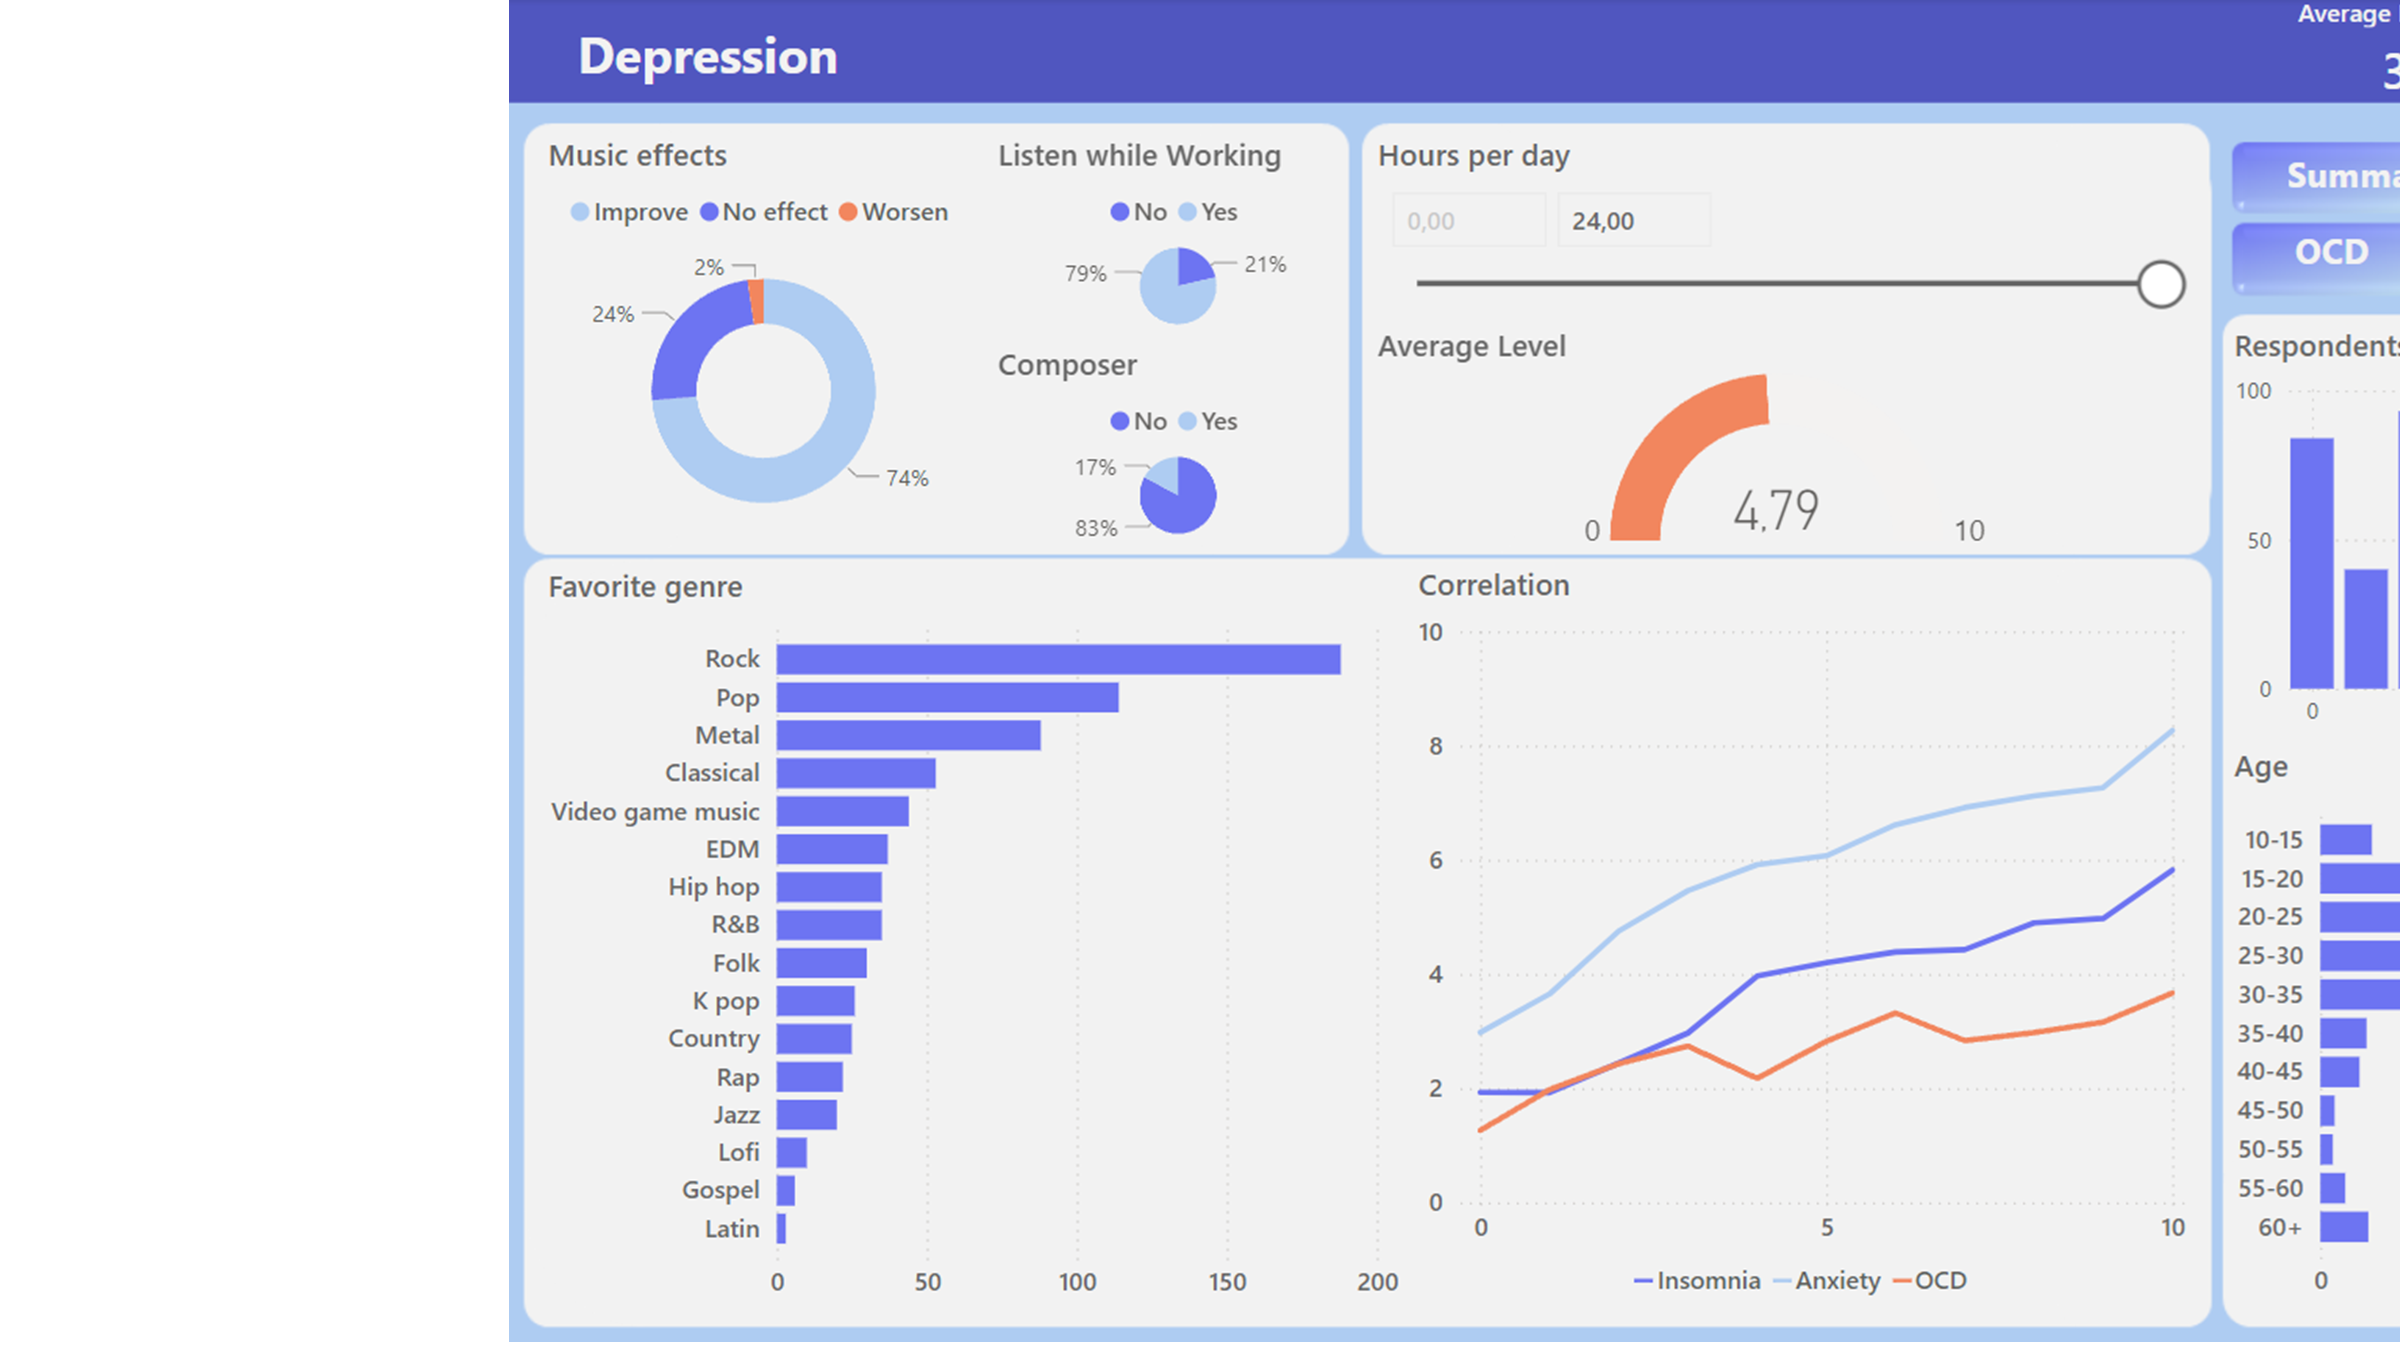 Average
3
Depression
Music effects
Improve No effect Worsen
2%
24%
74%
Listen while Working
No Yes
79%
21%
Composer
No Yes
17%
83%
Hours per day
0,00
24,00
Average Level
0
4,79
10
OCD
Favorite genre
Rock
Pop
Metal
Classical
Video game music
EDM
Hip hop
R&B
Folk
K pop
Country
Rap
Jazz
Lofi
Gospel
Latin
0 50 100 150 200
Correlation
10
8
6
4
2
0
0 5 10
Insomnia Anxiety OCD
Respondents
100
50
0
0
Age
10-15
15-20
20-25
25-30
30-35
35-40
40-45
45-50
50-55
55-60
60+
0